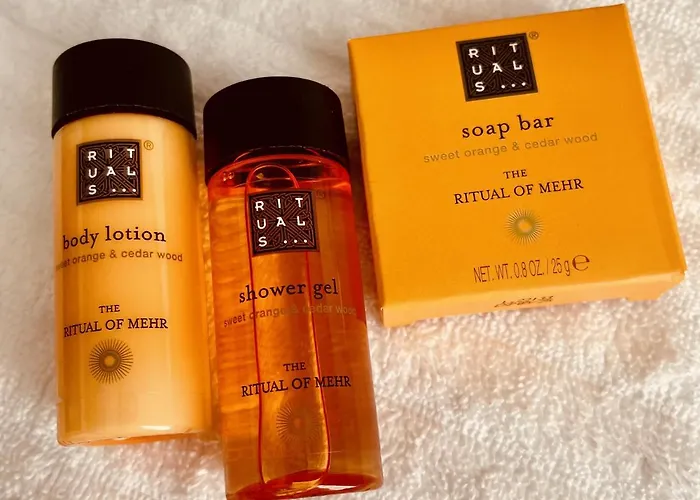 RIT
UAL
S...
®
body lotion
sweet orange & cedar wood
THE
RITUAL OF MEHR
RIT
UAL
S...
shower gel
sweet orange & cedar wood
THE
RITUAL OF MEHR
RIT
UAL
S...
®
soap bar
sweet orange & cedar wood
THE
RITUAL OF MEHR
NET. WT. 0.8 OZ. / 25 g ℮